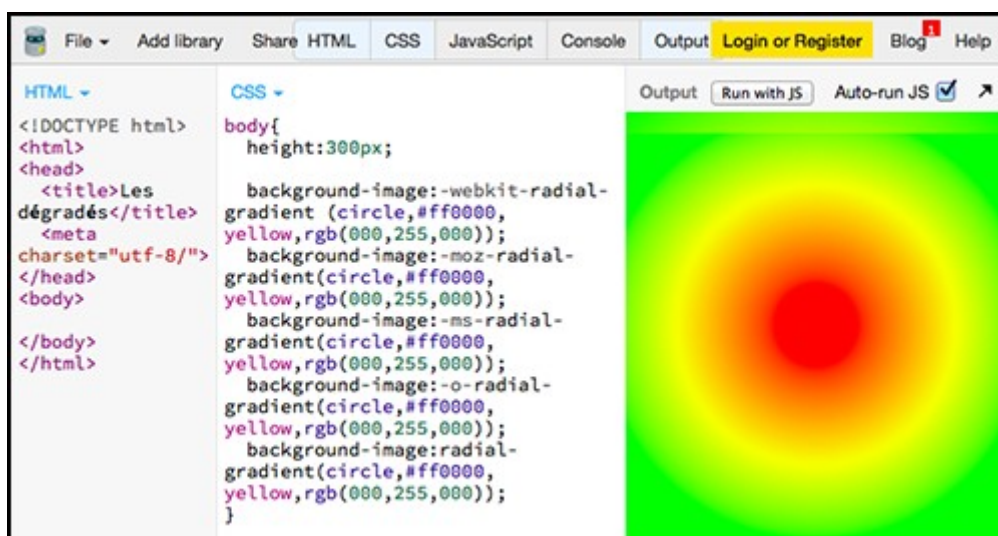 File Add library Share HTML CSS JavaScript Console Output Login or Register Blog 1 Help
HTML
<!DOCTYPE html>
<html>
<head>
<title>Les
dégradés</title>
<meta
charset="utf-8/">
</head>
<body>
</body>
</html>
CSS
body{
height:300px;
background-image:-webkit-radial-
gradient (circle,#ff0000,
yellow,rgb(000,255,000));
background-image:-moz-radial-
gradient(circle,#ff0000,
yellow,rgb(000,255,000));
background-image:-ms-radial-
gradient(circle,#ff0000,
yellow,rgb(000,255,000));
background-image:-o-radial-
gradient(circle,#ff0000,
yellow,rgb(000,255,000));
background-image:radial-
gradient(circle,#ff0000,
yellow,rgb(000,255,000));
}
Output Run with JS Auto-run JS